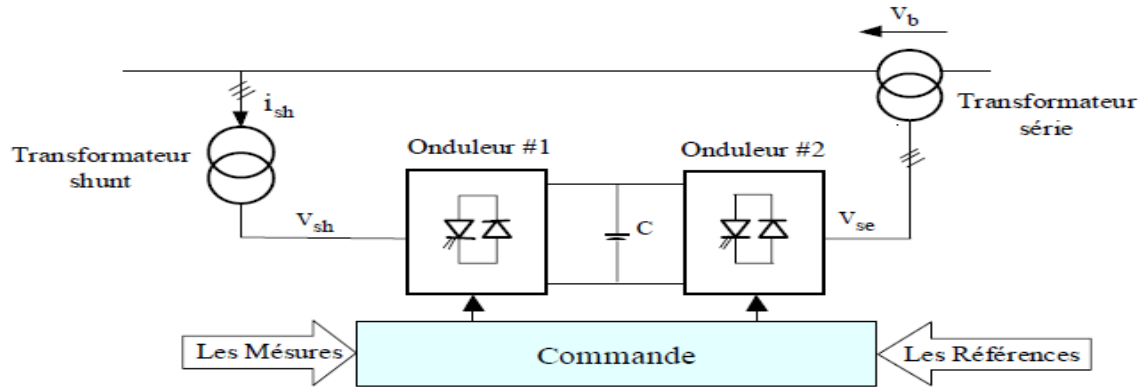 V_b
i_sh
Transformateur
shunt
Onduleur #1
Onduleur #2
Transformateur
série
V_sh
C
V_se
Les Mésures
Commande
Les Références